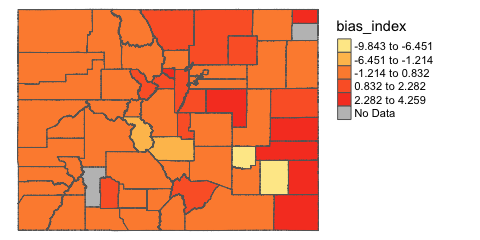 bias_index
-9.843 to -6.451
-6.451 to -1.214
-1.214 to 0.832
0.832 to 2.282
2.282 to 4.259
No Data